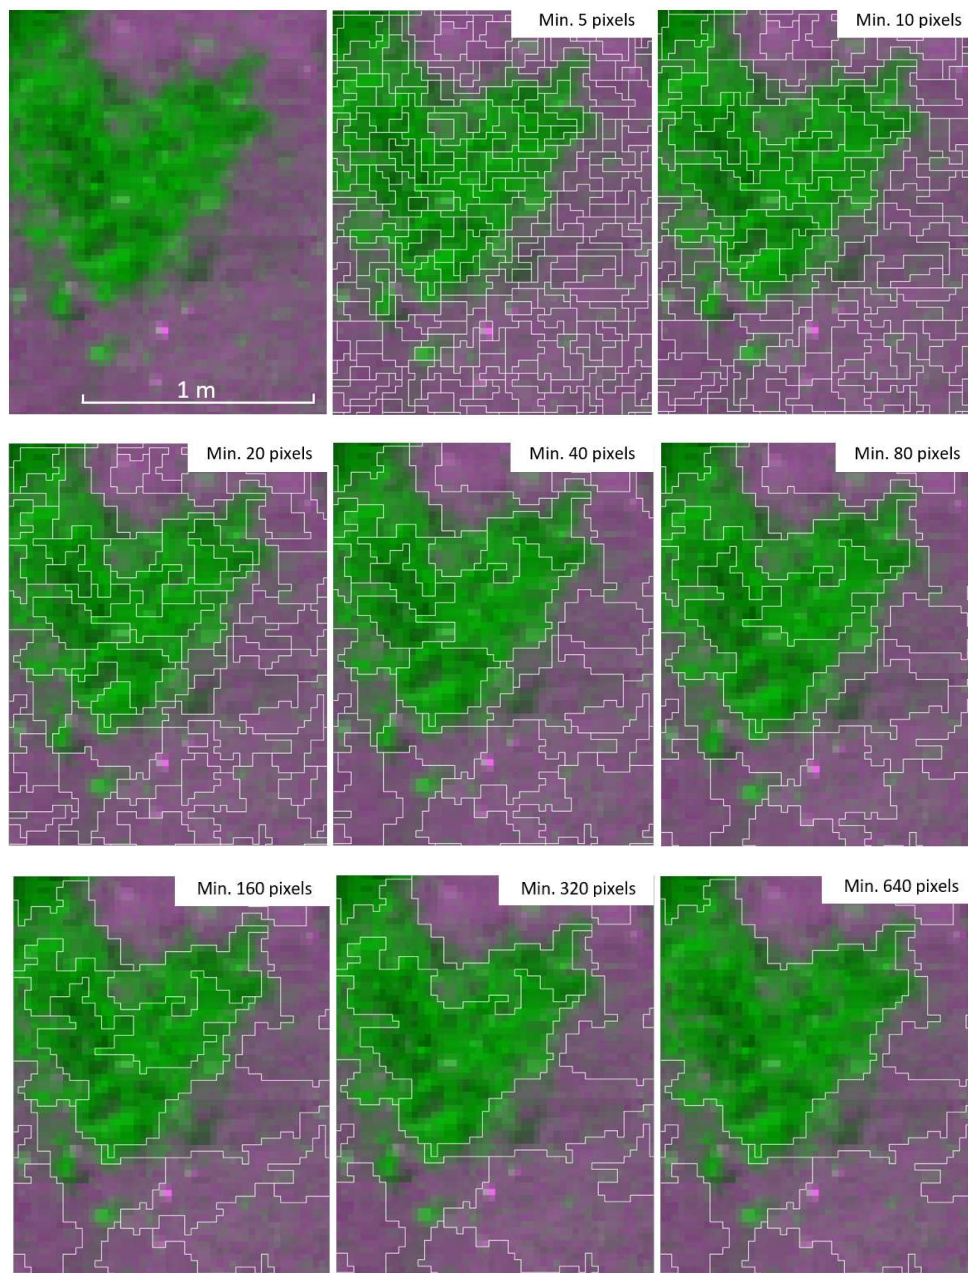 Min. 5 pixels
Min. 10 pixels
1 m
Min. 20 pixels
Min. 40 pixels
Min. 80 pixels
Min. 160 pixels
Min. 320 pixels
Min. 640 pixels